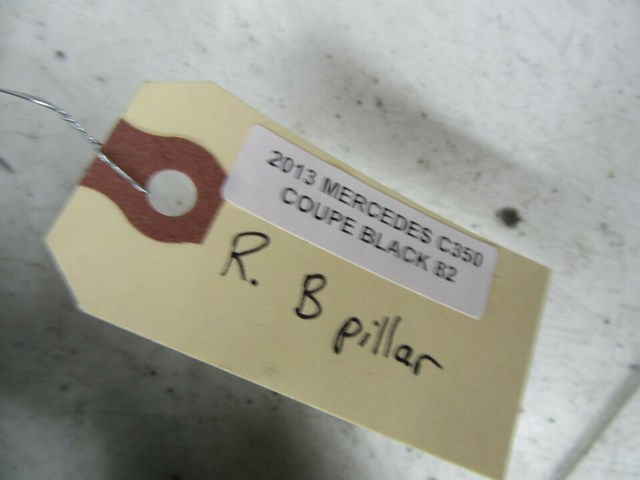 2013 MERCEDES C350
COUPE BLACK 82
R. B pillar